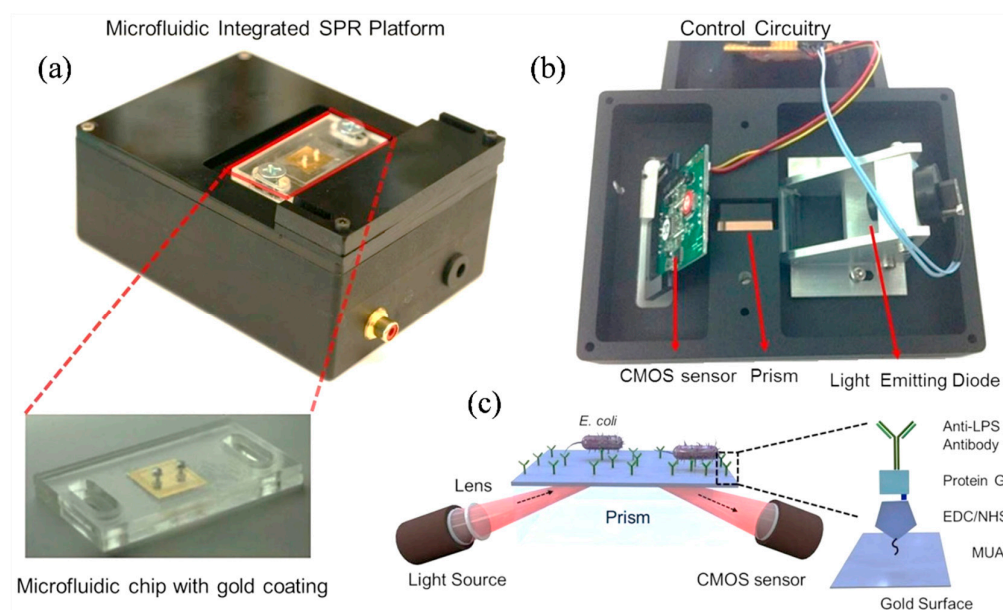 Microfluidic Integrated SPR Platform
Control Circuitry
(a)
(b)
CMOS sensor Prism
Light Emitting Diode
Microfluidic chip with gold coating
(c)
E. coli
Lens
Prism
Light Source
CMOS sensor
Anti-LPS
Antibody
Protein G
EDC/NHS
MUA
Gold Surface